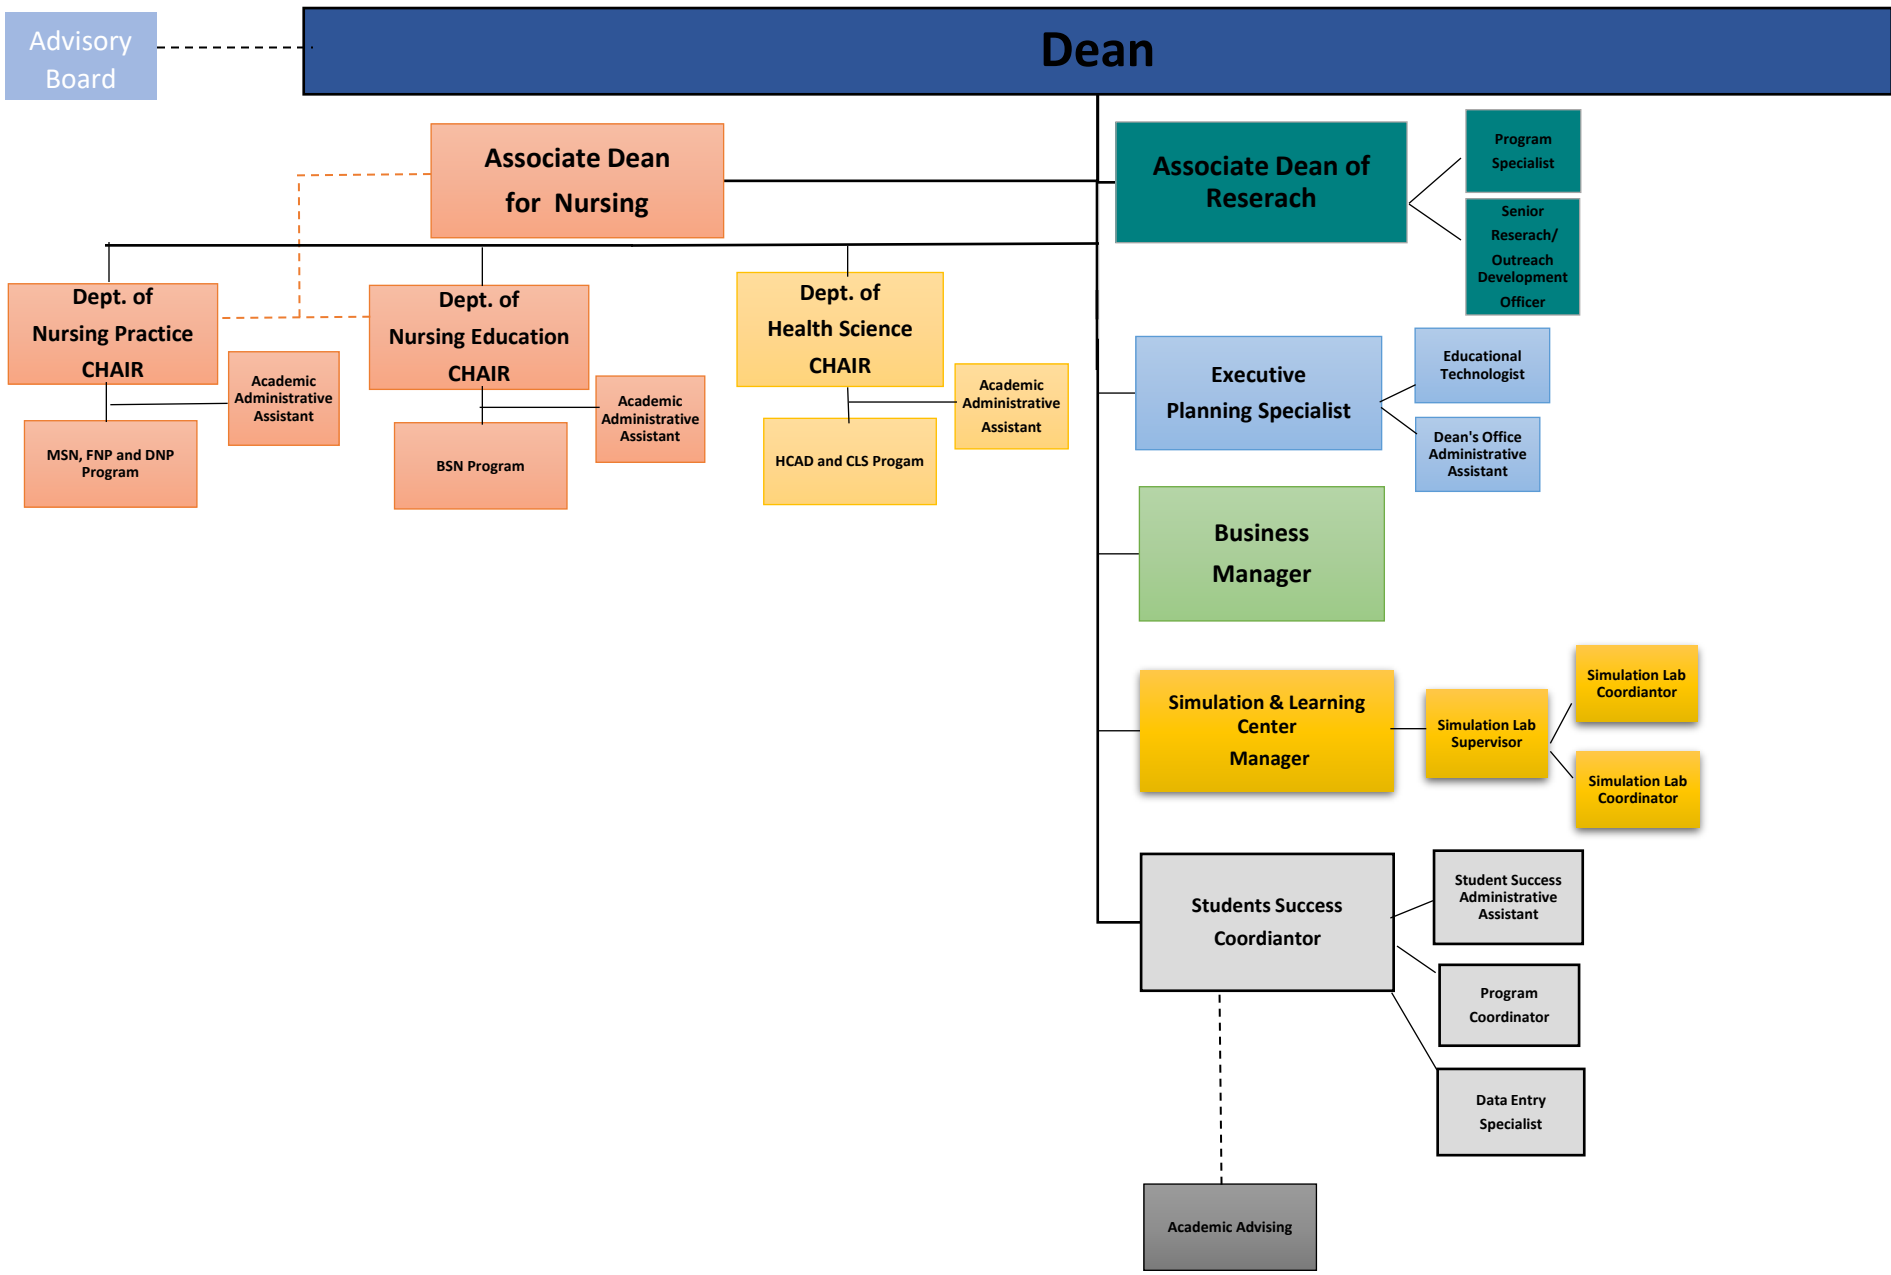 Advisory
Board
Dean
Associate Dean
for Nursing
Associate Dean of
Reserach
Program
Specialist
Senior
Reserach/
Outreach
Development
Officer
Dept. of
Nursing Practice
CHAIR
Academic
Administrative
Assistant
MSN, FNP and DNP
Program
Dept. of
Nursing Education
CHAIR
Academic
Administrative
Assistant
BSN Program
Dept. of
Health Science
CHAIR
Academic
Administrative
Assistant
HCAD and CLS Progam
Executive
Planning Specialist
Educational
Technologist
Dean's Office
Administrative
Assistant
Business
Manager
Simulation & Learning
Center
Manager
Simulation Lab
Supervisor
Simulation Lab
Coordiantor
Simulation Lab
Coordinator
Students Success
Coordiantor
Student Success
Administrative
Assistant
Program
Coordinator
Data Entry
Specialist
Academic Advising